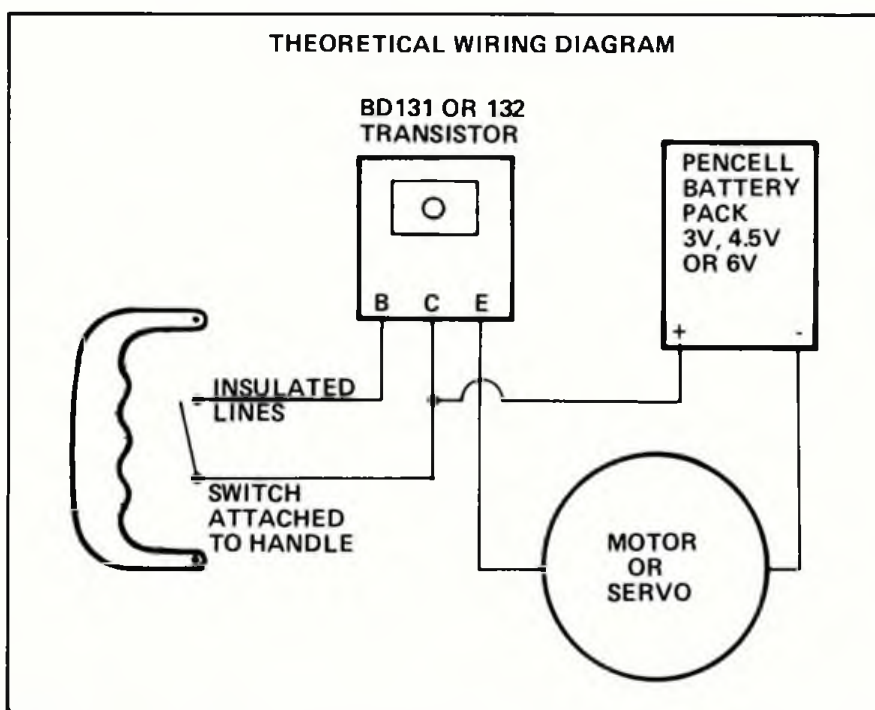 THEORETICAL WIRING DIAGRAM
BD131 OR 132
TRANSISTOR
B C E
PENCELL
BATTERY
PACK
3V, 4.5V
OR 6V
+ -
INSULATED
LINES
SWITCH
ATTACHED
TO HANDLE
MOTOR
OR
SERVO